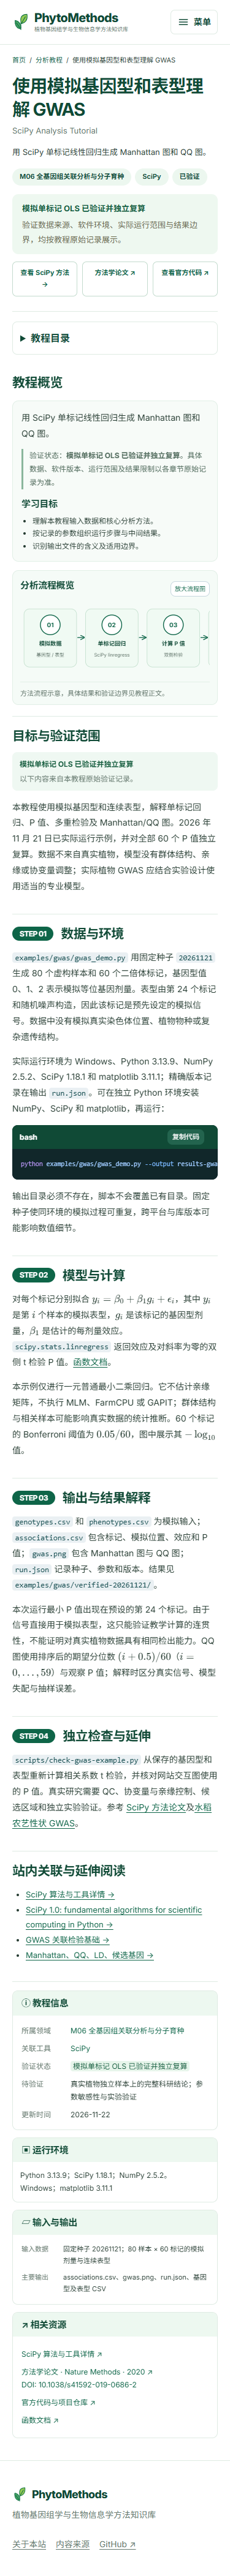 PhytoMethods
植物基因组学与生物信息学方法知识库
菜单
首页 / 分析教程 / 使用模拟基因型和表型理解 GWAS
使用模拟基因型和表型理
解 GWAS
SciPy Analysis Tutorial
用 SciPy 单标记线性回归生成 Manhattan 图和 QQ 图。
M06 全基因组关联分析与分子育种
SciPy
已验证
模拟单标记 OLS 已验证并独立复算
验证数据来源、软件环境、实际运行范围与结果边
界，均按教程原始记录展示。
查看 SciPy 方法
→
方法学论文 ↗
查看官方代码 ↗
▶ 教程目录
教程概览
用 SciPy 单标记线性回归生成 Manhattan 图和
QQ 图。
验证状态：模拟单标记 OLS 已验证并独立复算。具体
数据、软件版本、运行范围及结果限制以各章节原始记
录为准。
学习目标
• 理解本教程输入数据和核心分析方法。
• 按记录的参数组织运行步骤与中间结果。
• 识别输出文件的含义及适用边界。
分析流程概览
放大流程图
01
模拟数据
基因型 / 表型
→
02
单标记回归
SciPy linregress
→
03
计算 P 值
→
方法流程示意，具体结果和验证边界见教程正文。
目标与验证范围
模拟单标记 OLS 已验证并独立复算
以下内容来自本教程原始验证记录。
本教程使用模拟基因型和连续表型，解释单标记回
归、P 值、多重检验及 Manhattan/QQ 图。2026 年
11 月 21 日已实际运行示例，并对全部 60 个 P 值独立
复算。数据不来自真实植物，模型没有群体结构、亲
缘或协变量调整；实际植物 GWAS 应结合实验设计使
用适当的专业模型。
STEP 01 数据与环境
examples/gwas/gwas_demo.py 用固定种子 20261121
生成 80 个虚构样本和 60 个二倍体标记，基因型值
0、1、2 表示模拟等位基因剂量。表型由第 24 个标记
和随机噪声构造，因此该标记是预先设定的模拟信
号。数据中没有模拟真实染色体位置、植物物种或复
杂遗传结构。
实际运行环境为 Windows、Python 3.13.9、NumPy
2.5.2、SciPy 1.18.1 和 matplotlib 3.11.1；精确版本记
录在输出 run.json。可在独立 Python 环境安装
NumPy、SciPy 和 matplotlib，再运行：
bash
复制代码
python examples/gwas/gwas_demo.py --output results-gwa
输出目录必须不存在，脚本不会覆盖已有目录。固定
种子使同环境的模拟过程可重复，跨平台与库版本可
能影响数值细节。
STEP 02 模型与计算
对每个标记分别拟合 yᵢ = β₀ + β₁gᵢ + ϵᵢ，其中 yᵢ
是第 i 个样本的模拟表型，gᵢ 是该标记的基因型剂
量，β₁ 是估计的每剂量效应。
scipy.stats.linregress 返回效应及对斜率为零的双
侧 t 检验 P 值。函数文档。
本示例仅进行一元普通最小二乘回归。它不估计亲缘
矩阵，不执行 MLM、FarmCPU 或 GAPIT；群体结构
与相关样本可能影响真实数据的统计推断。60 个标记
的 Bonferroni 阈值为 0.05/60，图中展示其 − log₁₀
值。
STEP 03 输出与结果解释
genotypes.csv 和 phenotypes.csv 为模拟输入；
associations.csv 包含标记、模拟位置、效应和 P
值；gwas.png 包含 Manhattan 图与 QQ 图；
run.json 记录种子、参数和版本。结果见
examples/gwas/verified-20261121/。
本次运行最小 P 值出现在预设的第 24 个标记。由于
信号直接用于模拟表型，这只能验证教学计算的连贯
性，不能证明对真实植物数据具有相同检出能力。QQ
图使用排序后的期望分位数 (i + 0.5)/60（i =
0, . . . , 59）与观察 P 值；解释时区分真实信号、模型
失配与抽样误差。
STEP 04 独立检查与延伸
scripts/check-gwas-example.py 从保存的基因型和
表型重新计算相关系数 t 检验，并核对网站交互图使用
的 P 值。真实研究需要 QC、协变量与亲缘控制、候
选区域和独立实验验证。参考 SciPy 方法论文及水稻
农艺性状 GWAS。
站内关联与延伸阅读
• SciPy 算法与工具详情 →
• SciPy 1.0: fundamental algorithms for scientific
computing in Python →
• GWAS 关联检验基础 →
• Manhattan、QQ、LD、候选基因 →
教程信息
所属领域 M06 全基因组关联分析与分子育种
关联工具 SciPy
验证状态 模拟单标记 OLS 已验证并独立复算
待验证 真实植物独立样本上的完整科研结论；参
数敏感性与实验验证
更新时间 2026-11-22
运行环境
Python 3.13.9；SciPy 1.18.1；NumPy 2.5.2。
Windows；matplotlib 3.11.1
输入与输出
输入数据 固定种子 20261121；80 样本 × 60 标记的模拟
剂量与连续表型
主要输出 associations.csv、gwas.png、run.json、基因
型及表型 CSV
↗ 相关资源
SciPy 算法与工具详情 ↗
方法学论文 · Nature Methods · 2020 ↗
DOI: 10.1038/s41592-019-0686-2
官方代码与项目仓库 ↗
函数文档 ↗
PhytoMethods
植物基因组学与生物信息学方法知识库
关于本站 内容来源 GitHub ↗